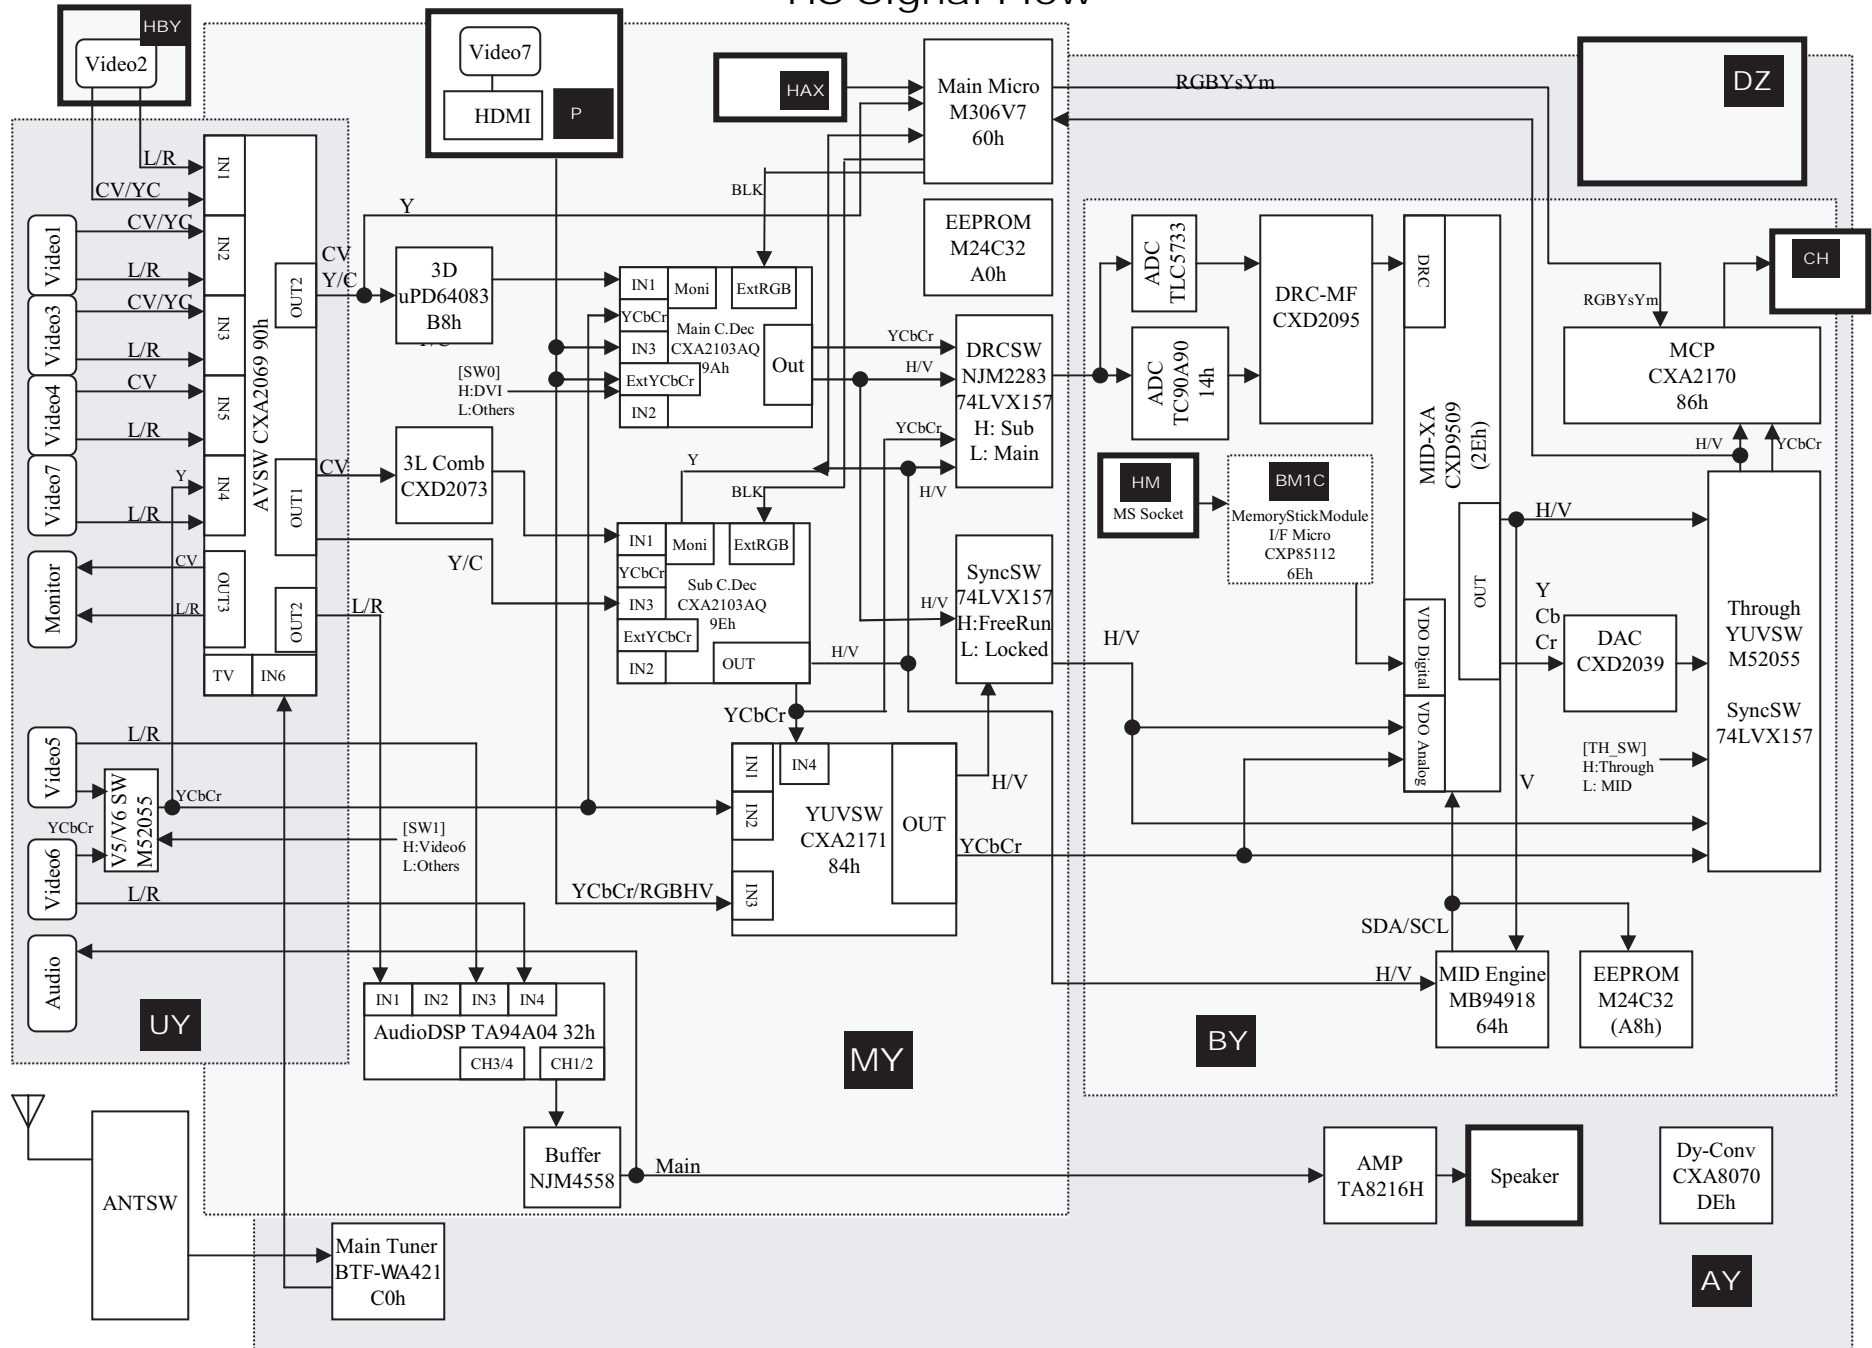 HS Signal Flow
HBY
Video2
Video7
HDMI
P
HAX
Main Micro
M306V7
60h
RGBYsYm
DZ
L/R
CV/YC
IN1
BLK
Y
EEPROM
M24C32
A0h
CH
Video1
CV/YC
L/R
IN2
OUT2
CV
Y/C
3D
uPD64083
B8h
Y/C
IN1
Moni
ExtRGB
YCbCr
Main C.Dec
CXA2103AQ
9Ah
IN3
ExtYCbCr
IN2
Out
[SW0]
H:DVI
L:Others
YCbCr
H/V
DRCSW
NJM2283
74LVX157
H: Sub
L: Main
YCbCr
H/V
ADC
TLC5733
ADC
TC90A90
14h
DRC-MF
CXD2095
DRC
MID-XA
CXD9509
(2Eh)
OUT
VDO Digital
VDO Analog
RGBYsYm
MCP
CXA2170
86h
H/V
YCbCr
Video3
CV/YC
L/R
IN3
AVSW CXA2069 90h
Video4
CV
L/R
IN5
Video7
Y
L/R
IN4
OUT1
CV
3L Comb
CXD2073
Y
BLK
HM
MS Socket
BM1C
MemoryStickModule
I/F Micro
CXP85112
6Eh
H/V
Monitor
CV
L/R
OUT3
OUT2
L/R
TV
IN6
Y/C
IN1
Moni
ExtRGB
YCbCr
Sub C.Dec
CXA2103AQ
9Eh
IN3
ExtYCbCr
IN2
OUT
H/V
H/V
SyncSW
74LVX157
H:FreeRun
L: Locked
H/V
Y
Cb
Cr
DAC
CXD2039
Through
YUVSW
M52055
SyncSW
74LVX157
[TH_SW]
H:Through
L: MID
V
Video5
L/R
V5/V6 SW
M52055
YCbCr
YCbCr
Video6
L/R
[SW1]
H:Video6
L:Others
YCbCr
IN1
IN4
IN2
IN3
YUVSW
CXA2171
84h
OUT
H/V
YCbCr
YCbCr/RGBHV
Audio
UY
IN1
IN2
IN3
IN4
AudioDSP TA94A04 32h
CH3/4
CH1/2
MY
BY
SDA/SCL
H/V
MID Engine
MB94918
64h
EEPROM
M24C32
(A8h)
ANTSW
Buffer
NJM4558
Main
AMP
TA8216H
Speaker
Dy-Conv
CXA8070
DEh
Main Tuner
BTF-WA421
C0h
AY